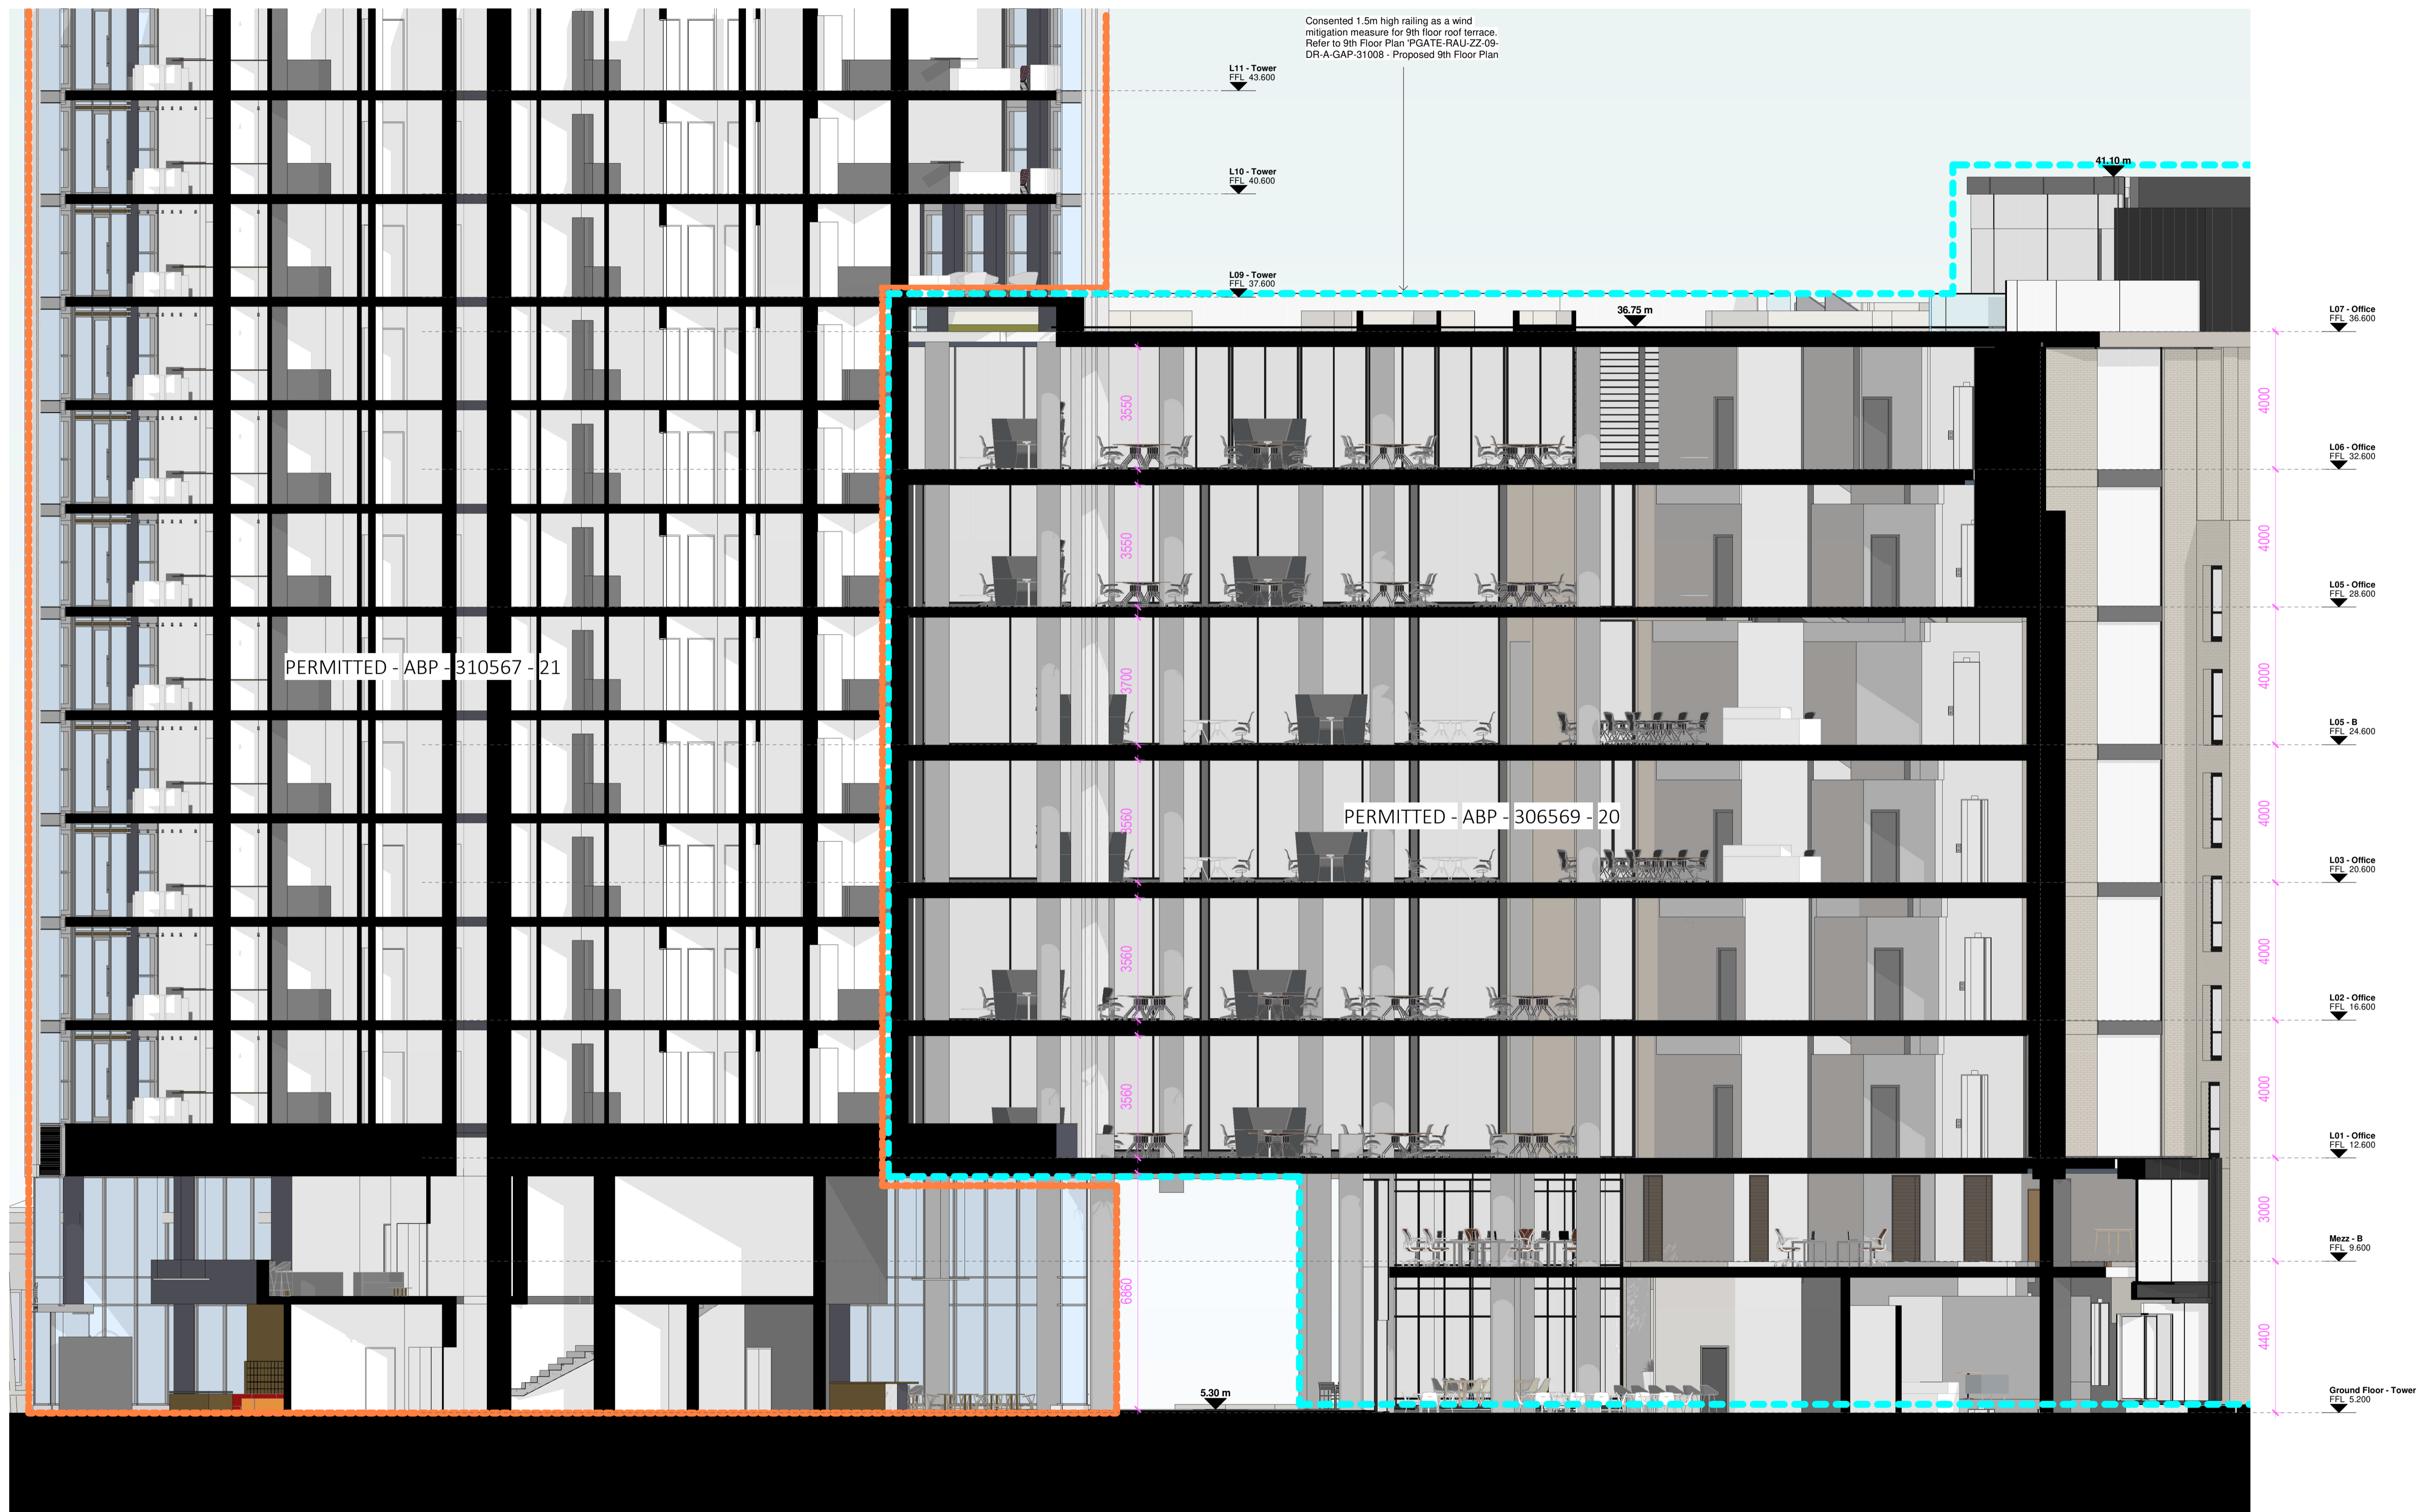 Consented 1.5m high railing as a wind
mitigation measure for 9th floor roof terrace.
Refer to 9th Floor Plan 'PGATE-RAU-ZZ-09-
DR-A-GAP-31008 - Proposed 9th Floor Plan
L11 - Tower
FFL 43.600
L10 - Tower
FFL 40.600
41.10 m
L09 - Tower
FFL 37.600
36.75 m
L07 - Office
FFL 36.600
3550
4000
L06 - Office
FFL 32.600
3550
4000
L05 - Office
FFL 28.600
PERMITTED - ABP - 310567 - 21
3700
4000
L05 - B
FFL 24.600
3560
PERMITTED - ABP - 306569 - 20
4000
L03 - Office
FFL 20.600
3560
4000
L02 - Office
FFL 16.600
3560
4000
L01 - Office
FFL 12.600
3000
Mezz - B
FFL 9.600
6860
4400
5.30 m
Ground Floor - Tower
FFL 5.200